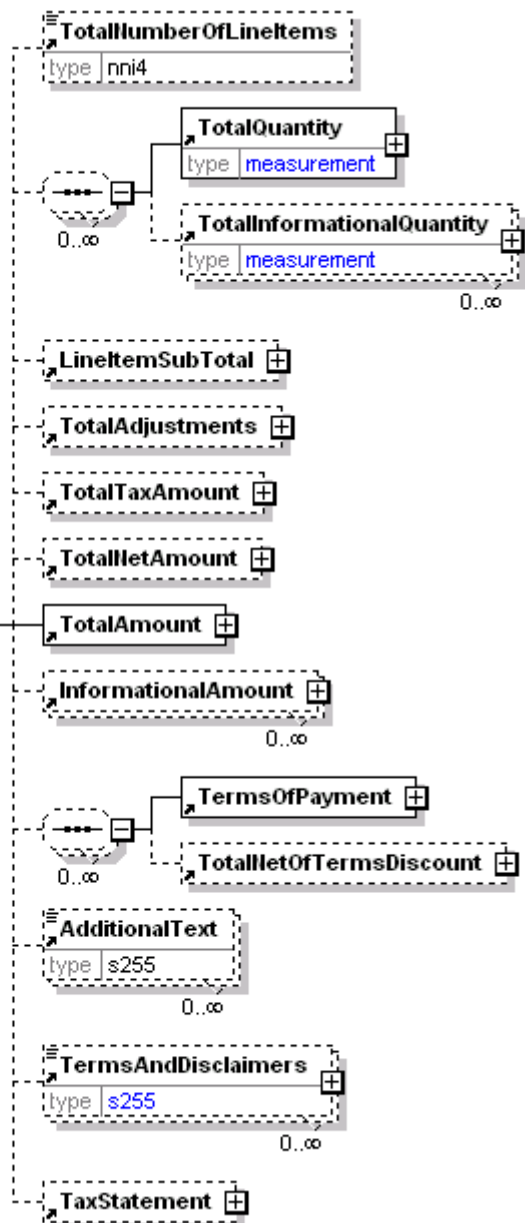 TotalNumberOfLineItems
type nni4
TotalQuantity
type measurement
TotalInformationalQuantity
type measurement
0..∞
0..∞
LineItemSubTotal
TotalAdjustments
TotalTaxAmount
TotalNetAmount
TotalAmount
InformationalAmount
0..∞
TermsOfPayment
TotalNetOfTermsDiscount
0..∞
AdditionalText
type s255
0..∞
TermsAndDisclaimers
type s255
0..∞
TaxStatement